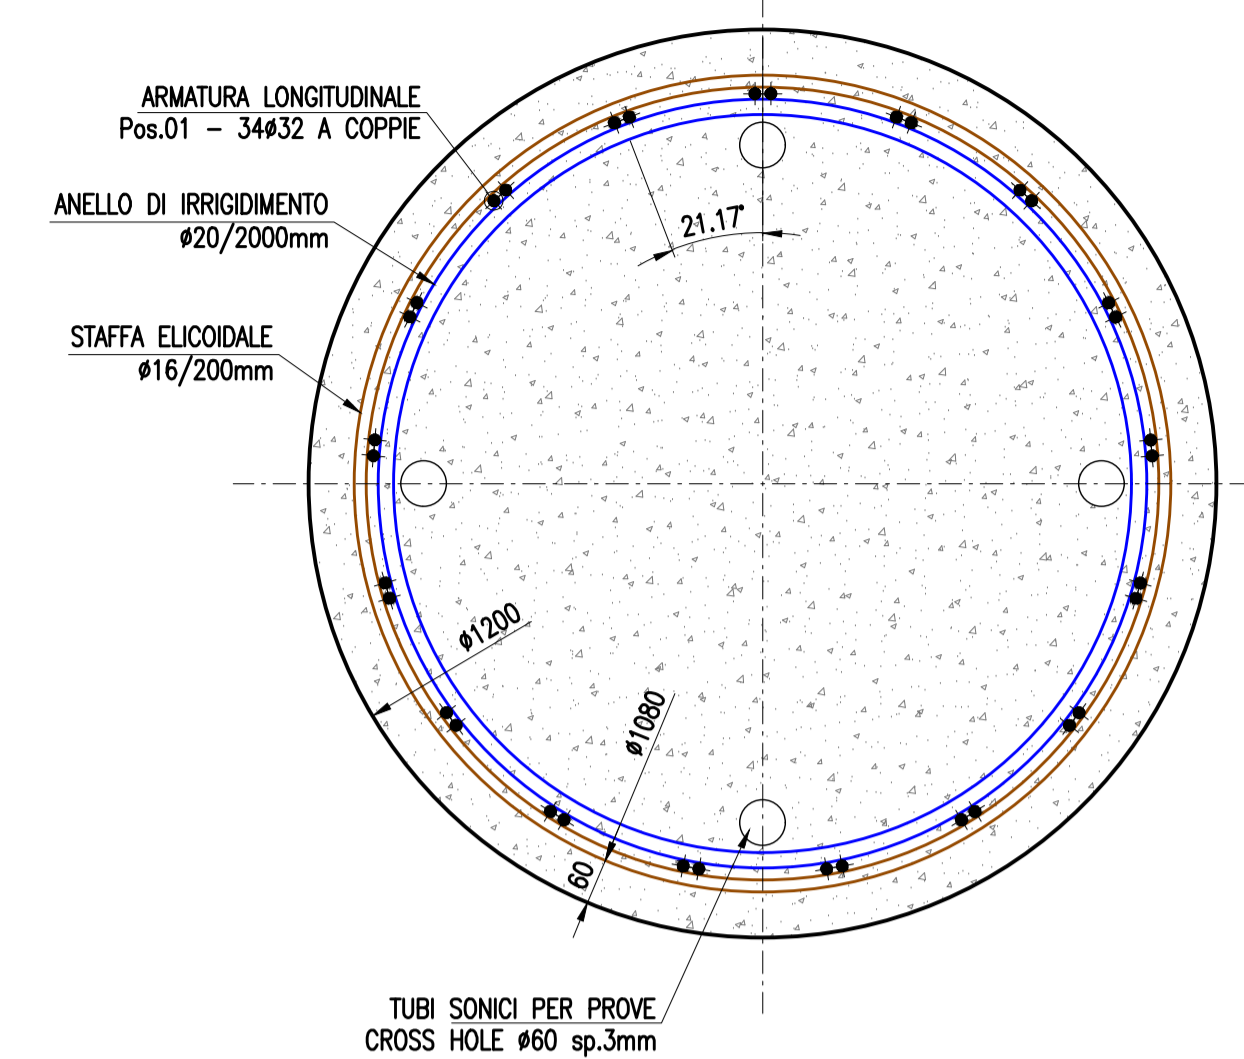 ARMATURA LONGITUDINALE
Pos.01 - 34ø32 A COPPIE
ANELLO DI IRRIGIDIMENTO
ø20/2000mm
STAFFA ELICOIDALE
ø16/200mm
21.17°
ø1200
ø1080
60
TUBI SONICI PER PROVE
CROSS HOLE ø60 sp.3mm